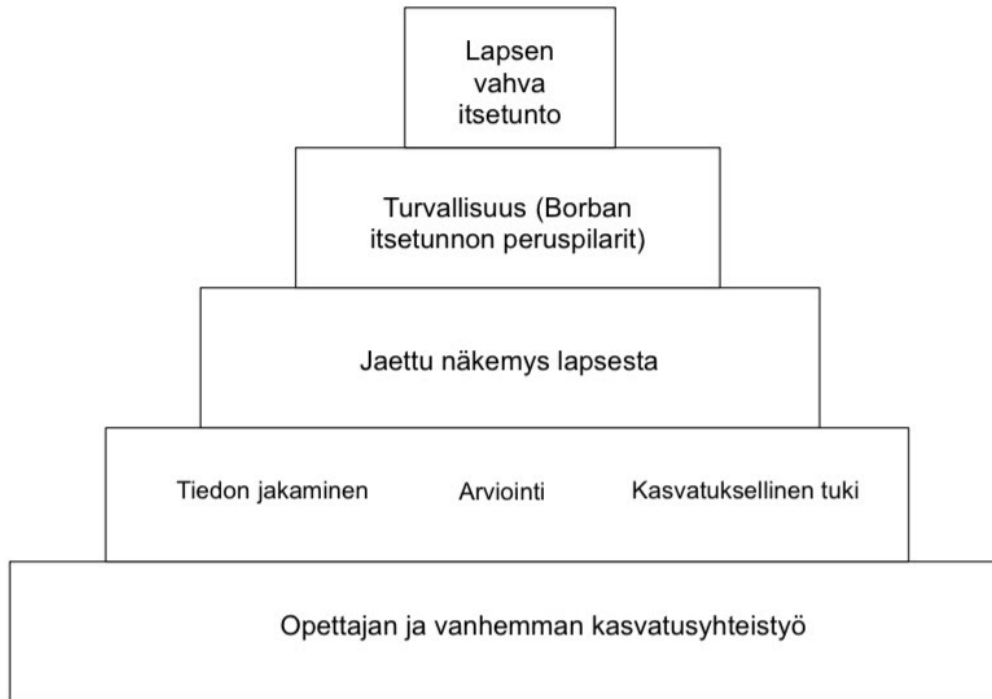 Lapsen
vahva
itsetunto
Turvallisuus (Borban
itsetunnon peruspilarit)
Jaettu näkemys lapsesta
Tiedon jakaminen Arviointi Kasvatuksellinen tuki
Opettajan ja vanhemman kasvatusyhteistyö